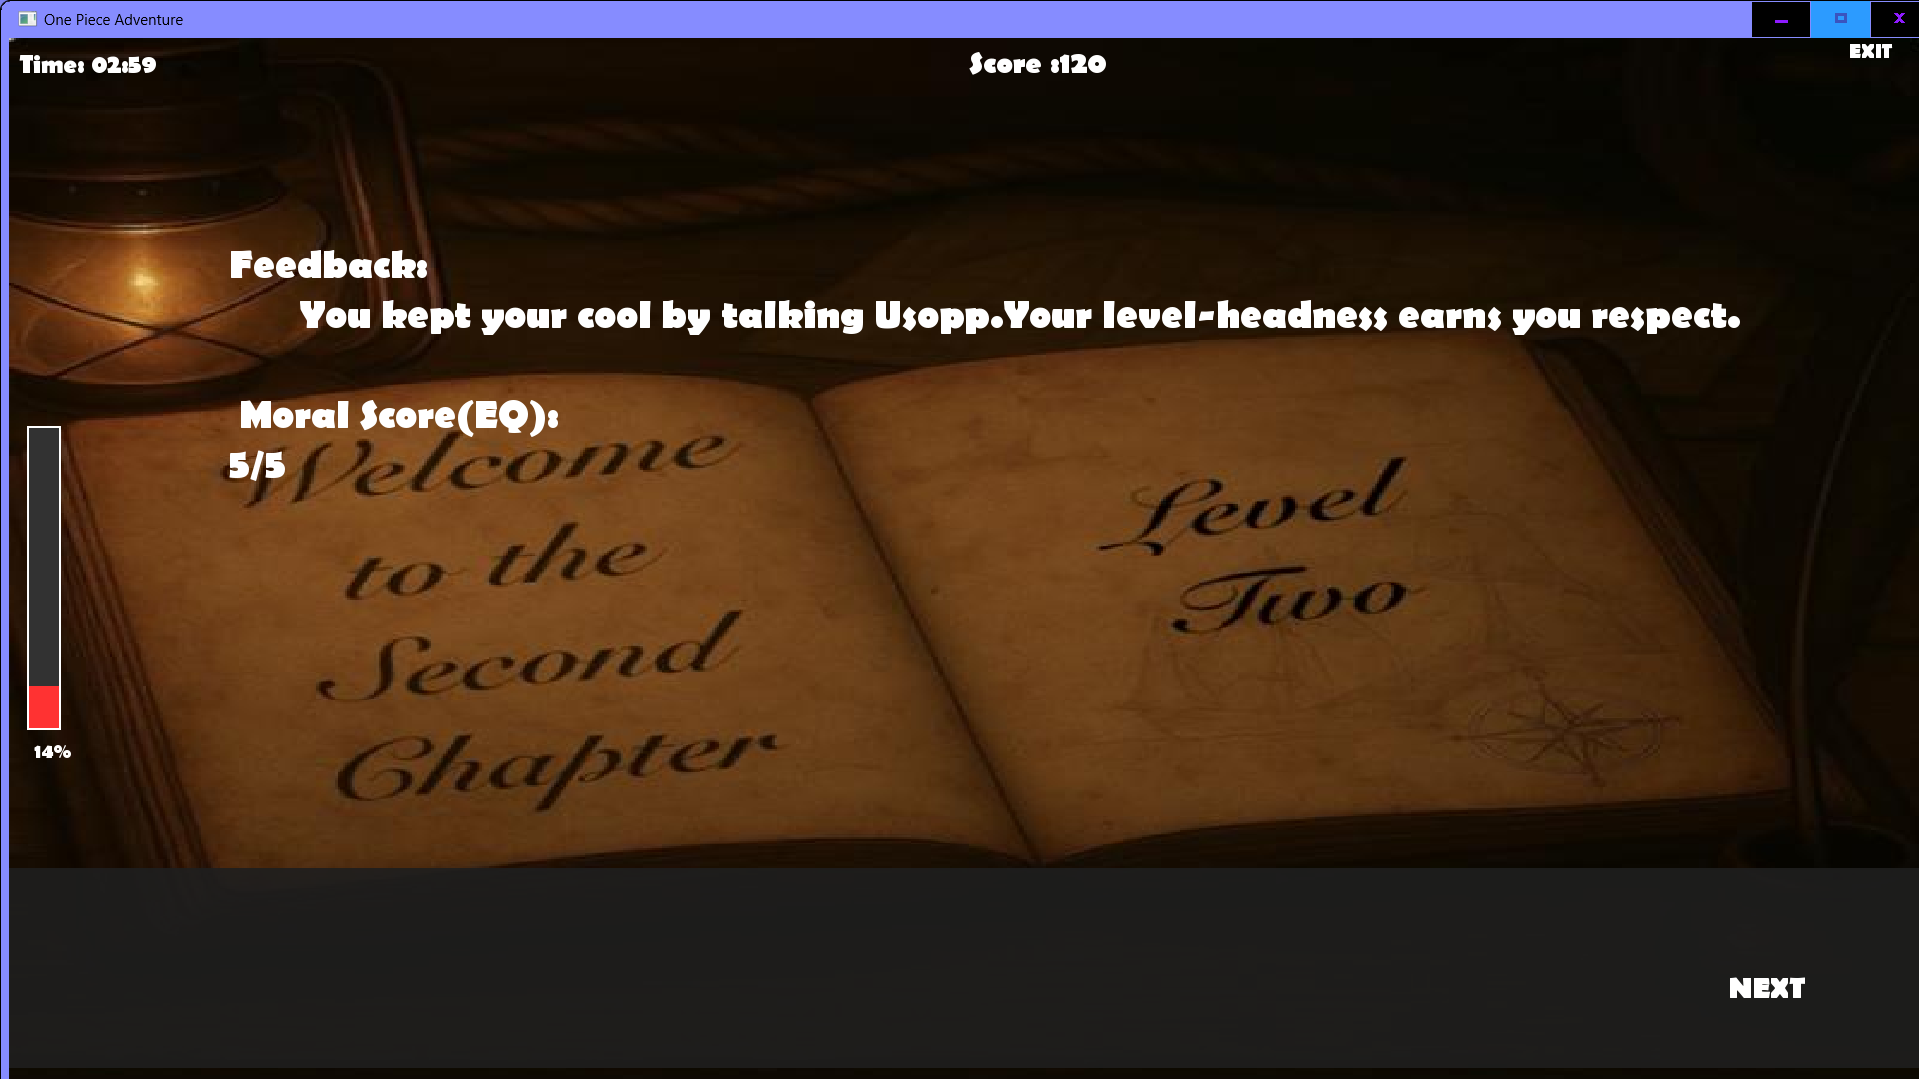 One Piece Adventure
Time: 02:59
Score :120
EXIT
Feedback:
You kept your cool by talking Usopp.Your level-headness earns you respect.
Moral Score(EQ):
5/5
Welcome
to the
Second
Chapter
Level
Two
14%
NEXT